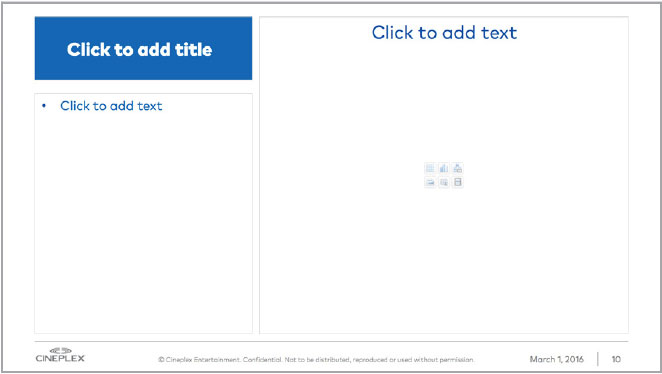 Click to add title
• Click to add text
Click to add text
CINEPLEX
© Cineplex Entertainment. Confidential. Not to be distributed, reproduced or used without permission.
March 1, 2016
10